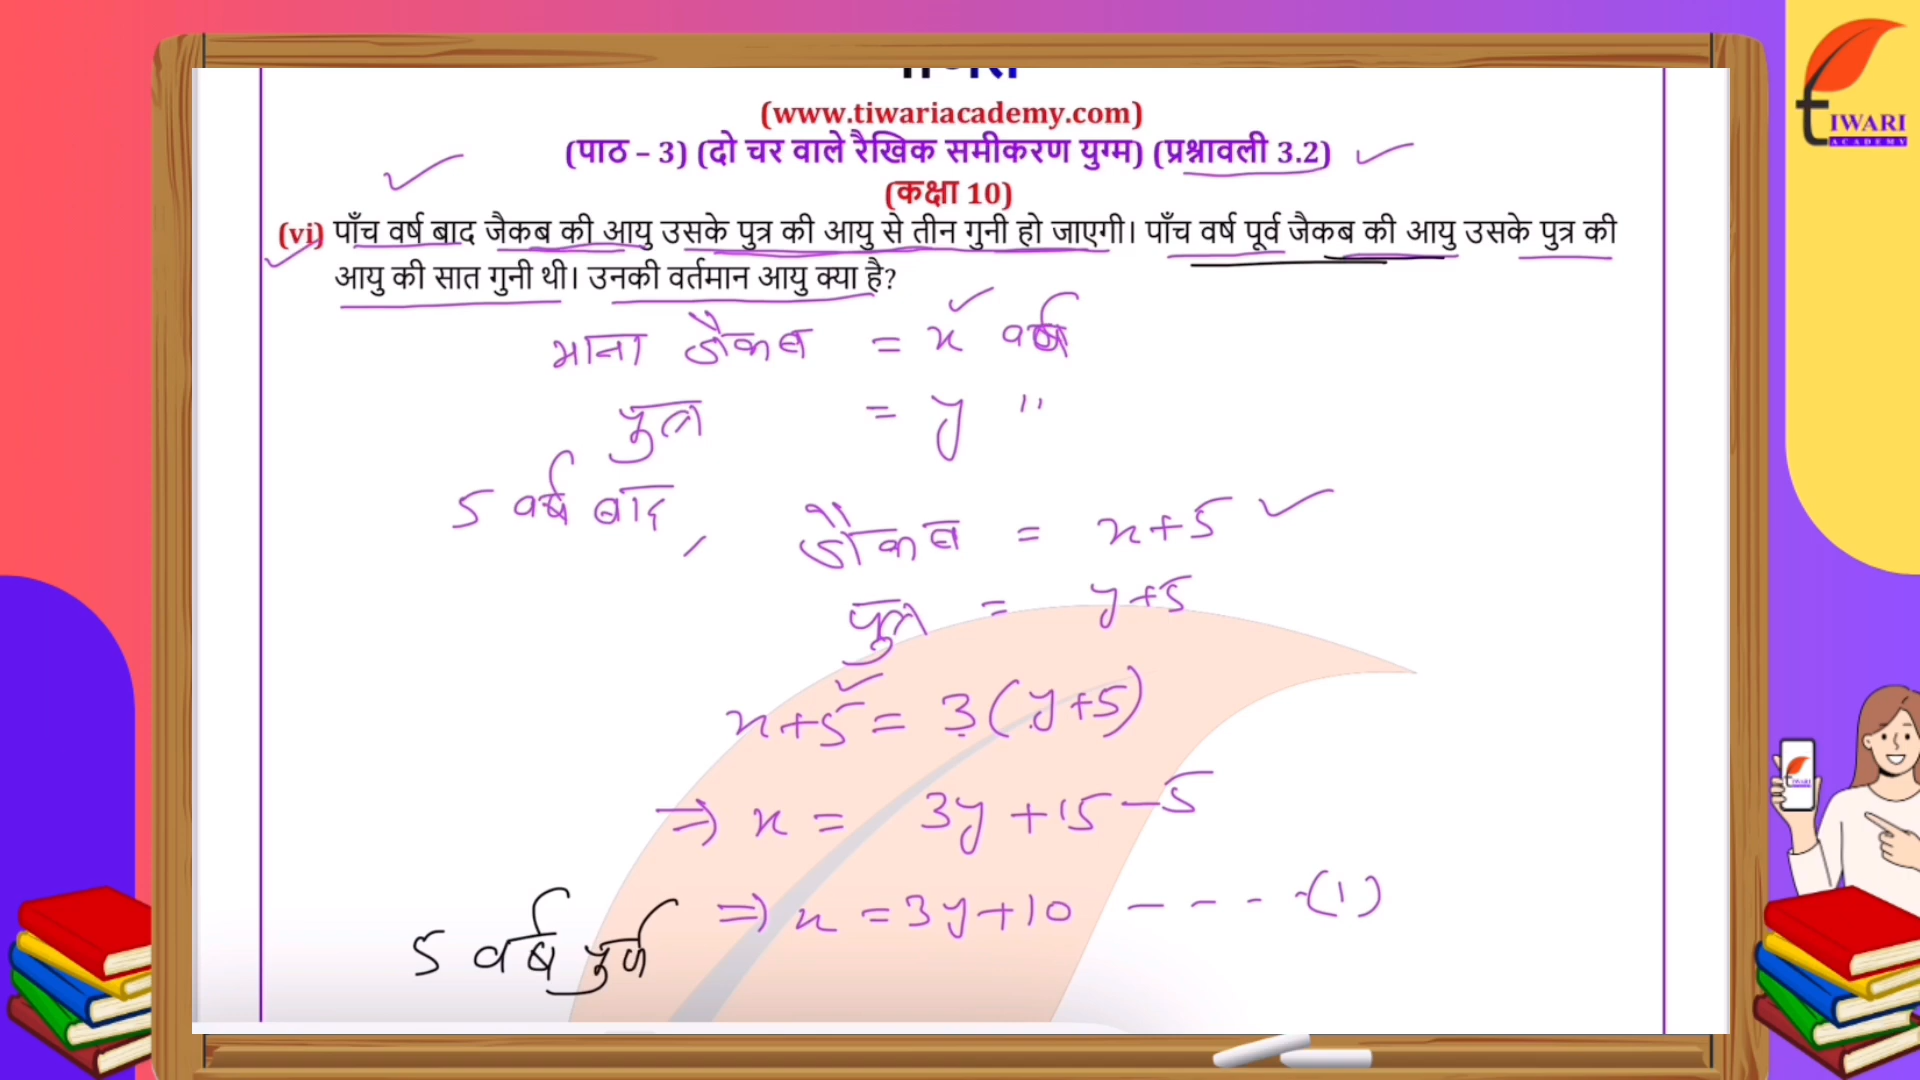 (www.tiwariacademy.com)
(पाठ – 3) (दो चर वाले रैखिक समीकरण युग्म) (प्रश्नावली 3.2)
(कक्षा 10)
(vi) पाँच वर्ष बाद जैकब की आयु उसके पुत्र की आयु से तीन गुनी हो जाएगी। पाँच वर्ष पूर्व जैकब की आयु उसके पुत्र की
आयु की सात गुनी थी। उनकी वर्तमान आयु क्या है?
माना जैकब = x वर्ष
पुत्र = y "
5 वर्ष बाद, जैकब = x+5
पुत्र = y+5
x+5 = 3(y+5)
⇒ x = 3y+15-5
⇒ x = 3y+10 - - - -(1)
5 वर्ष पुर्व
TIWARI
ACADEMY